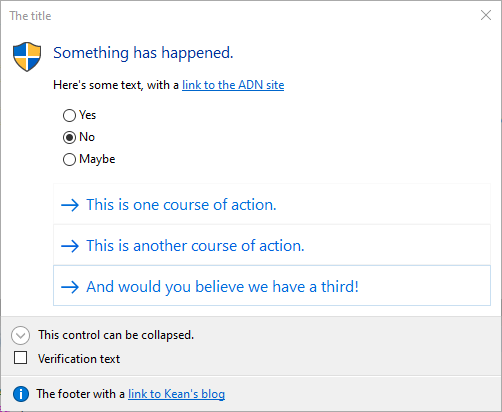 The title
Something has happened.
Here's some text, with a link to the ADN site
Yes
No
Maybe
This is one course of action.
This is another course of action.
And would you believe we have a third!
This control can be collapsed.
Verification text
The footer with a link to Kean's blog